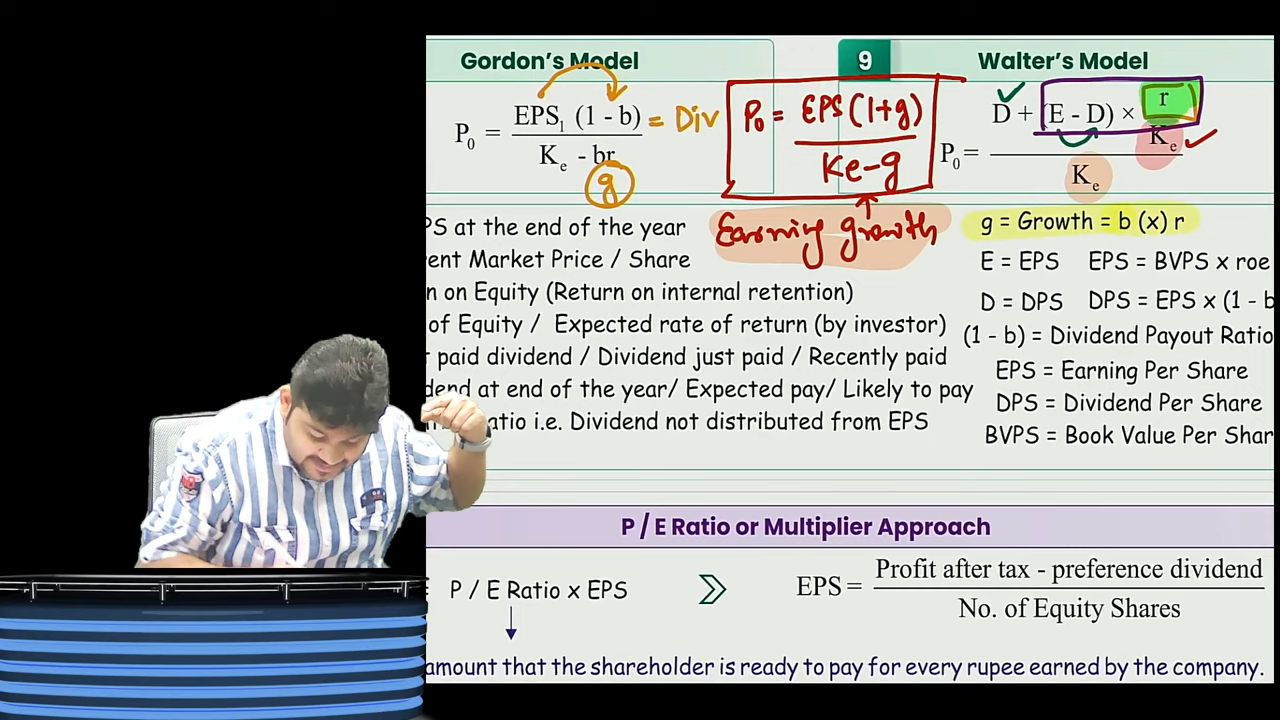 Gordon's Model
P₀ = EPS₁ (1 - b) / Kₑ - br = Div
g
P₀ = EPS (1+g) / Ke-g
Earning growth
9
Walter's Model
P₀ = D + (E - D) × r / Kₑ / Kₑ
PS at the end of the year
ent Market Price / Share
n on Equity (Return on internal retention)
of Equity / Expected rate of return (by investor)
paid dividend / Dividend just paid / Recently paid
dend at end of the year/ Expected pay/ Likely to pay
atio i.e. Dividend not distributed from EPS
g = Growth = b (x) r
E = EPS EPS = BVPS x roe
D = DPS DPS = EPS x (1 - b
(1 - b) = Dividend Payout Ratio
EPS = Earning Per Share
DPS = Dividend Per Share
BVPS = Book Value Per Shar
P / E Ratio or Multiplier Approach
P / E Ratio x EPS
EPS = Profit after tax - preference dividend / No. of Equity Shares
amount that the shareholder is ready to pay for every rupee earned by the company.